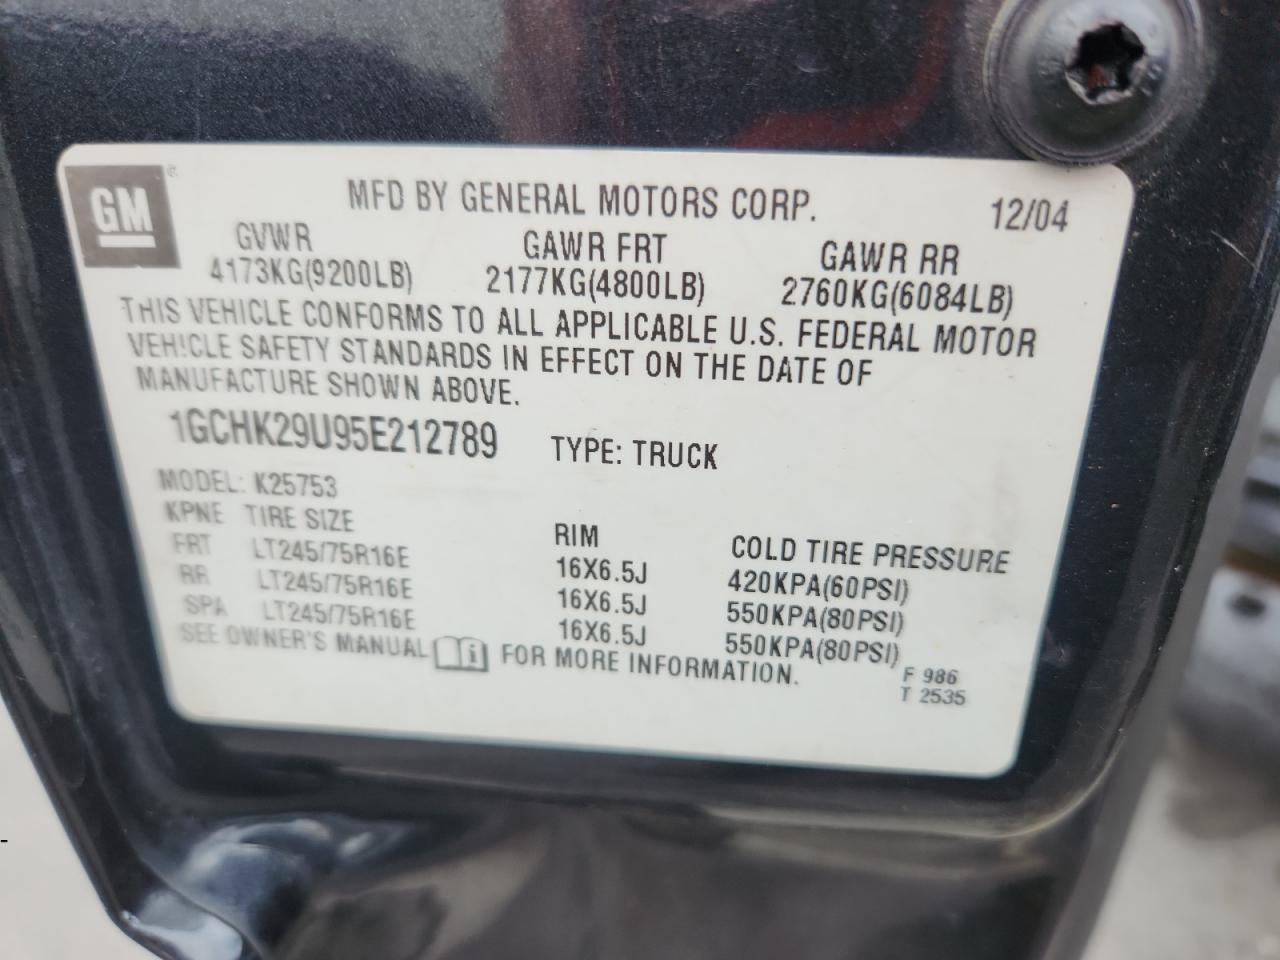 GM
MFD BY GENERAL MOTORS CORP. 12/04
GVWR GAWR FRT GAWR RR
4173KG(9200LB) 2177KG(4800LB) 2760KG(6084LB)
THIS VEHICLE CONFORMS TO ALL APPLICABLE U.S. FEDERAL MOTOR
VEHICLE SAFETY STANDARDS IN EFFECT ON THE DATE OF
MANUFACTURE SHOWN ABOVE.
1GCHK29U95E212789 TYPE: TRUCK
MODEL: K25753
KPNE TIRE SIZE RIM COLD TIRE PRESSURE
FRT LT245/75R16E 16X6.5J 420KPA(60PSI)
RR LT245/75R16E 16X6.5J 550KPA(80PSI)
SPA LT245/75R16E 16X6.5J 550KPA(80PSI)
SEE OWNER'S MANUAL i FOR MORE INFORMATION.
F 986
T 2535